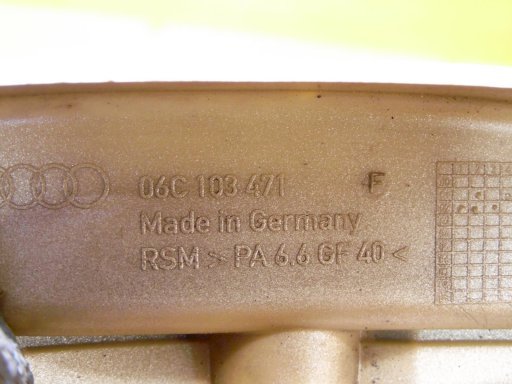 06C 103 471 F
Made in Germany
RSM > PA 6.6 GF 40 <